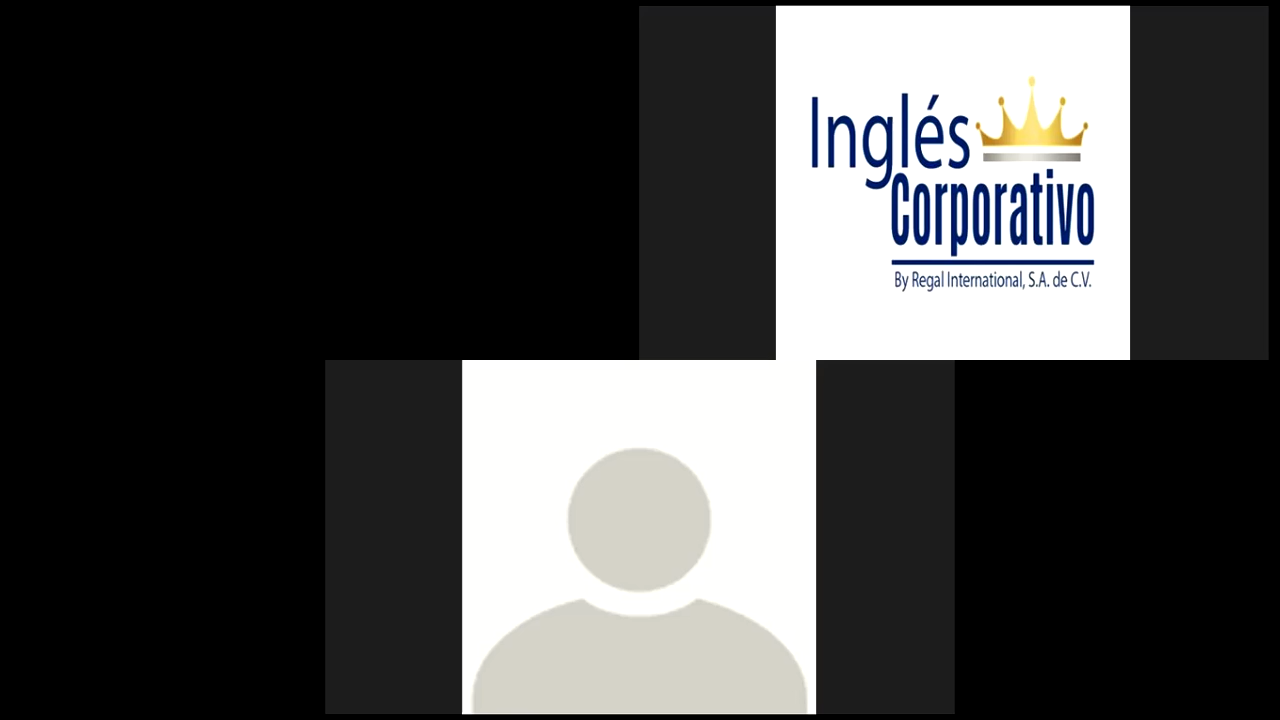 Inglés
Corporativo
By Regal International, S.A. de C.V.